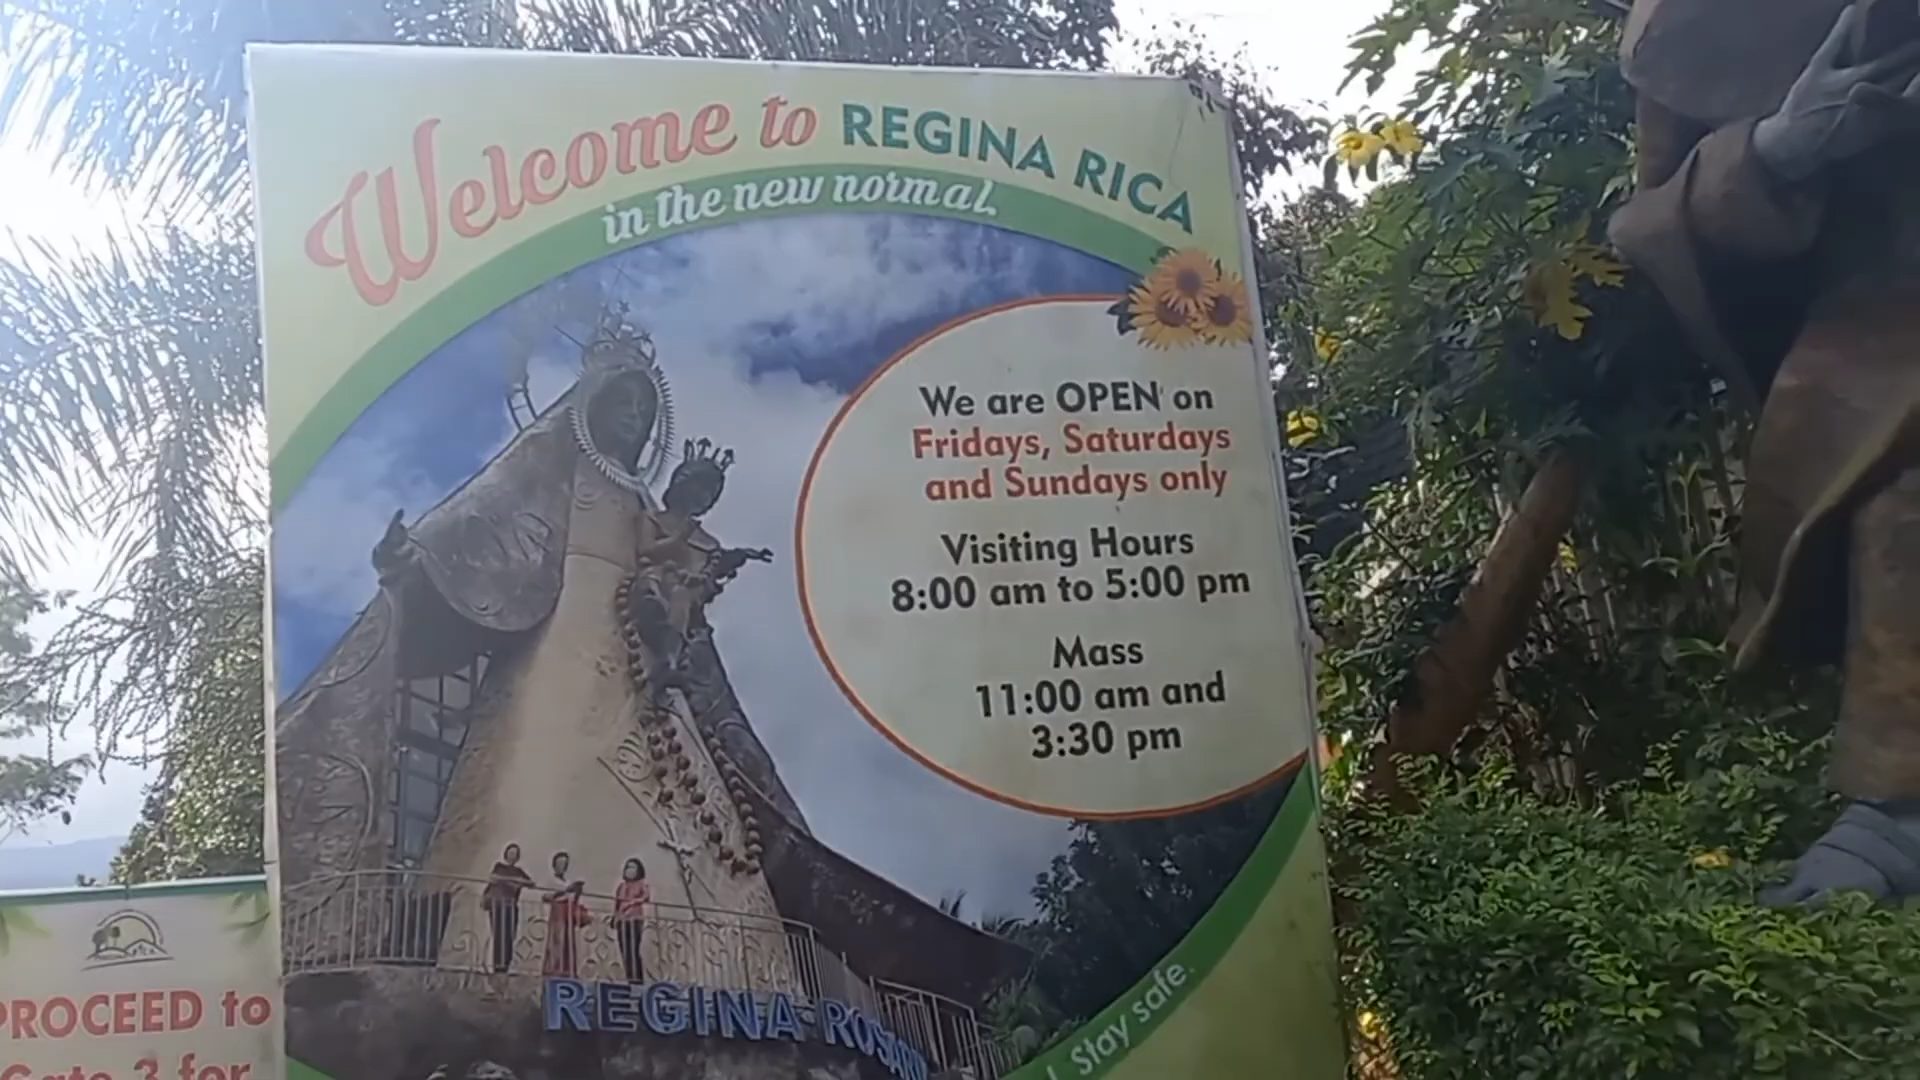 Welcome to REGINA RICA
in the new normal.
We are OPEN on
Fridays, Saturdays
and Sundays only
Visiting Hours
8:00 am to 5:00 pm
Mass
11:00 am and
3:30 pm
REGINA ROSARII
Stay safe.
PROCEED to
Gate 3 for